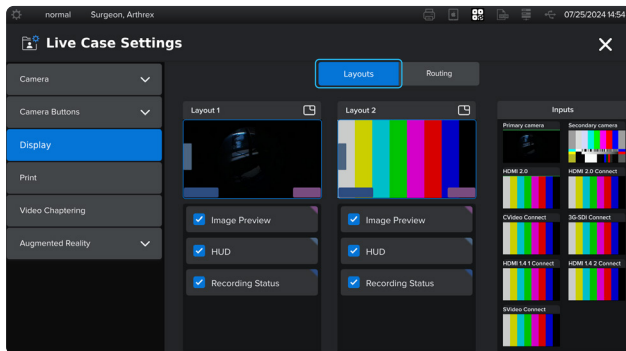 normal Surgeon, Arthrex 07/25/2024 14:54
Live Case Settings
Camera
Camera Buttons
Display
Print
Video Chaptering
Augmented Reality
Layouts Routing
Layout 1
Image Preview
HUD
Recording Status
Layout 2
Image Preview
HUD
Recording Status
Inputs
Primary camera Secondary camera
HDMI 2.0 HDMI 2.0 Connect
CVideo Connect 3G-SDI Connect
HDMI 1.4 1 Connect HDMI 1.4 2 Connect
SVideo Connect